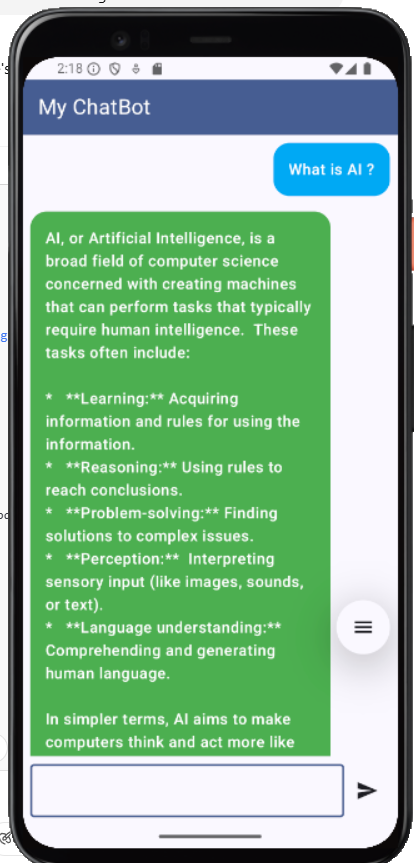 2:18
My ChatBot
What is AI ?
AI, or Artificial Intelligence, is a
broad field of computer science
concerned with creating machines
that can perform tasks that typically
require human intelligence.  These
tasks often include:
*   **Learning:** Acquiring
information and rules for using the
information.
*   **Reasoning:** Using rules to
reach conclusions.
*   **Problem-solving:** Finding
solutions to complex issues.
*   **Perception:**  Interpreting
sensory input (like images, sounds,
or text).
*   **Language understanding:**
Comprehending and generating
human language.
In simpler terms, AI aims to make
computers think and act more like